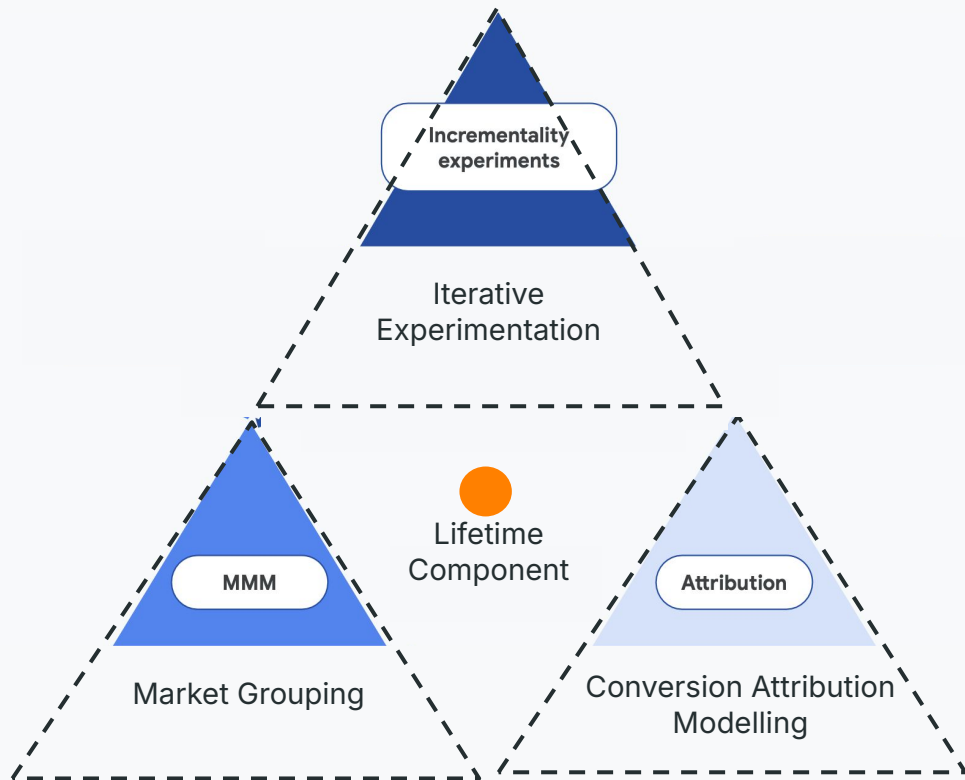 Incrementality
experiments
Iterative
Experimentation
Lifetime
Component
MMM
Attribution
Market Grouping
Conversion Attribution
Modelling